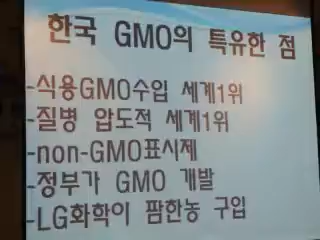 한국 GMO의 특유한 점
-식용GMO수입 세계1위
-질병 압도적 세계1위
-non-GMO표시제
-정부가 GMO 개발
-LG화학이 팜한농 구입